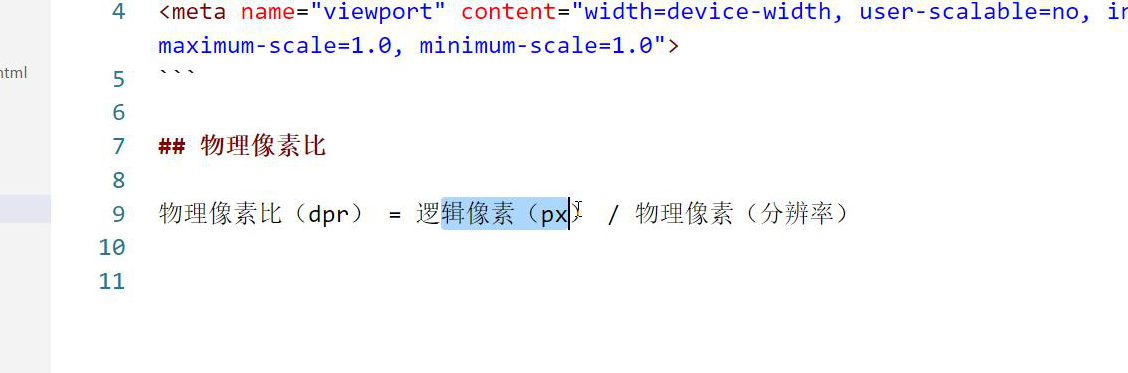 4 <meta name="viewport" content="width=device-width, user-scalable=no, in
maximum-scale=1.0, minimum-scale=1.0">
html
5 ```
6
7 ## 物理像素比
8
9 物理像素比（dpr） = 逻辑像素（px） / 物理像素（分辨率）
10
11